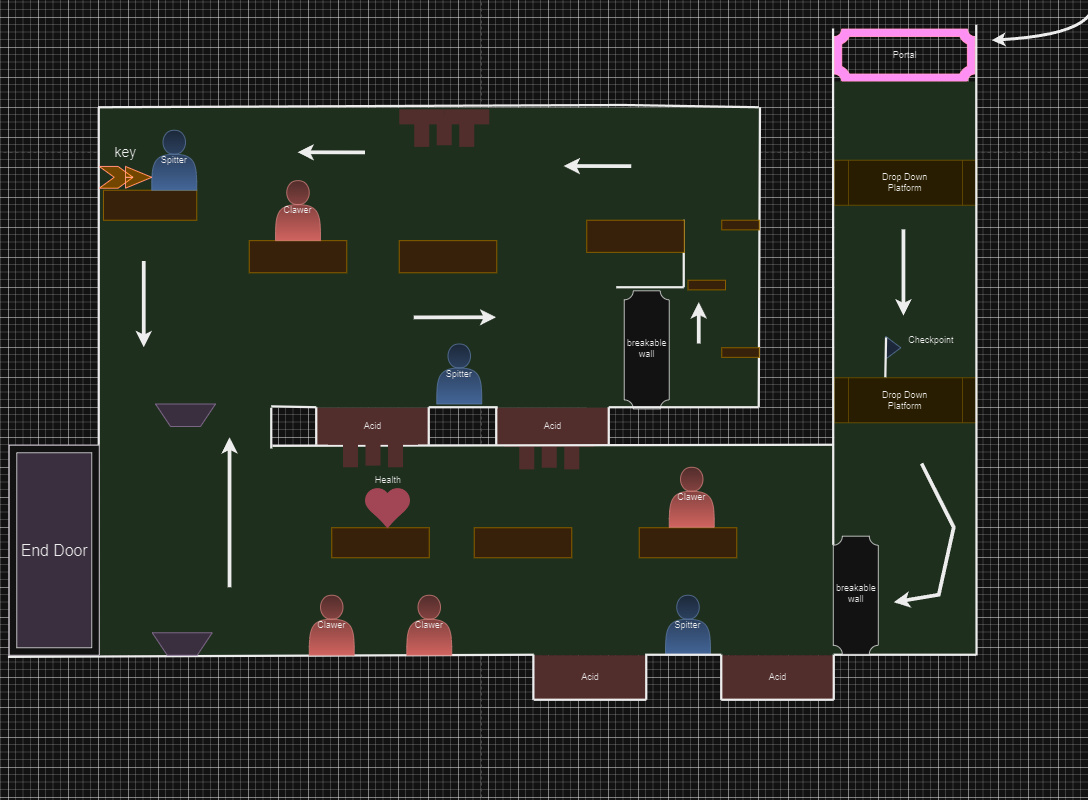 Portal
key
Spitter
Drop Down
Platform
Clawer
Checkpoint
breakable
wall
Spitter
Drop Down
Platform
Acid
Acid
Health
Clawer
End Door
breakable
wall
Clawer
Clawer
Spitter
Acid
Acid